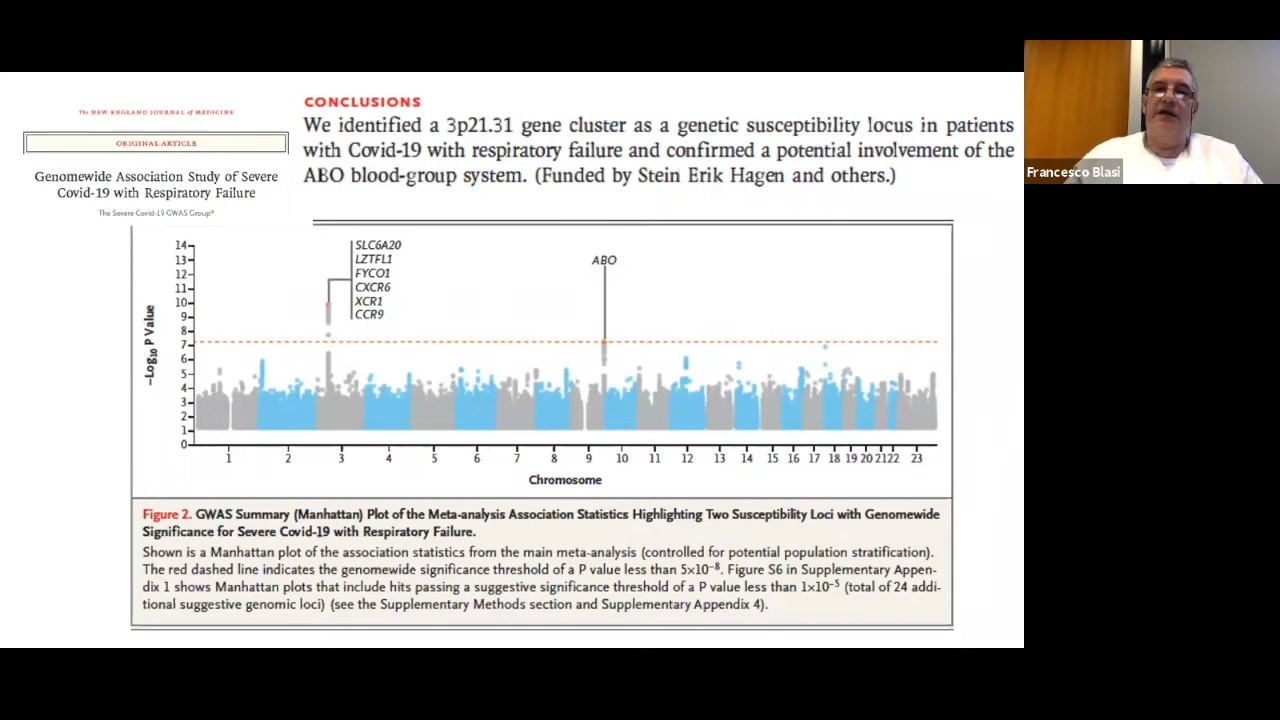 The NEW ENGLAND JOURNAL of MEDICINE
ORIGINAL ARTICLE
Genomewide Association Study of Severe
Covid-19 with Respiratory Failure
The Severe Covid-19 GWAS Group*
CONCLUSIONS
We identified a 3p21.31 gene cluster as a genetic susceptibility locus in patients
with Covid-19 with respiratory failure and confirmed a potential involvement of the
ABO blood-group system. (Funded by Stein Erik Hagen and others.)
Francesco Blasi
14
13
12
11
10
9
8
7
6
5
4
3
2
1
0
−Log10 P Value
SLC6A20
LZTFL1
FYCO1
CXCR6
XCR1
CCR9
ABO
1 2 3 4 5 6 7 8 9 10 11 12 13 14 15 16 17 18 19 20 21 22 23
Chromosome
Figure 2. GWAS Summary (Manhattan) Plot of the Meta-analysis Association Statistics Highlighting Two Susceptibility Loci with Genomewide
Significance for Severe Covid-19 with Respiratory Failure.
Shown is a Manhattan plot of the association statistics from the main meta-analysis (controlled for potential population stratification).
The red dashed line indicates the genomewide significance threshold of a P value less than 5×10−8. Figure S6 in Supplementary Appen-
dix 1 shows Manhattan plots that include hits passing a suggestive significance threshold of a P value less than 1×10−5 (total of 24 addi-
tional suggestive genomic loci) (see the Supplementary Methods section and Supplementary Appendix 4).